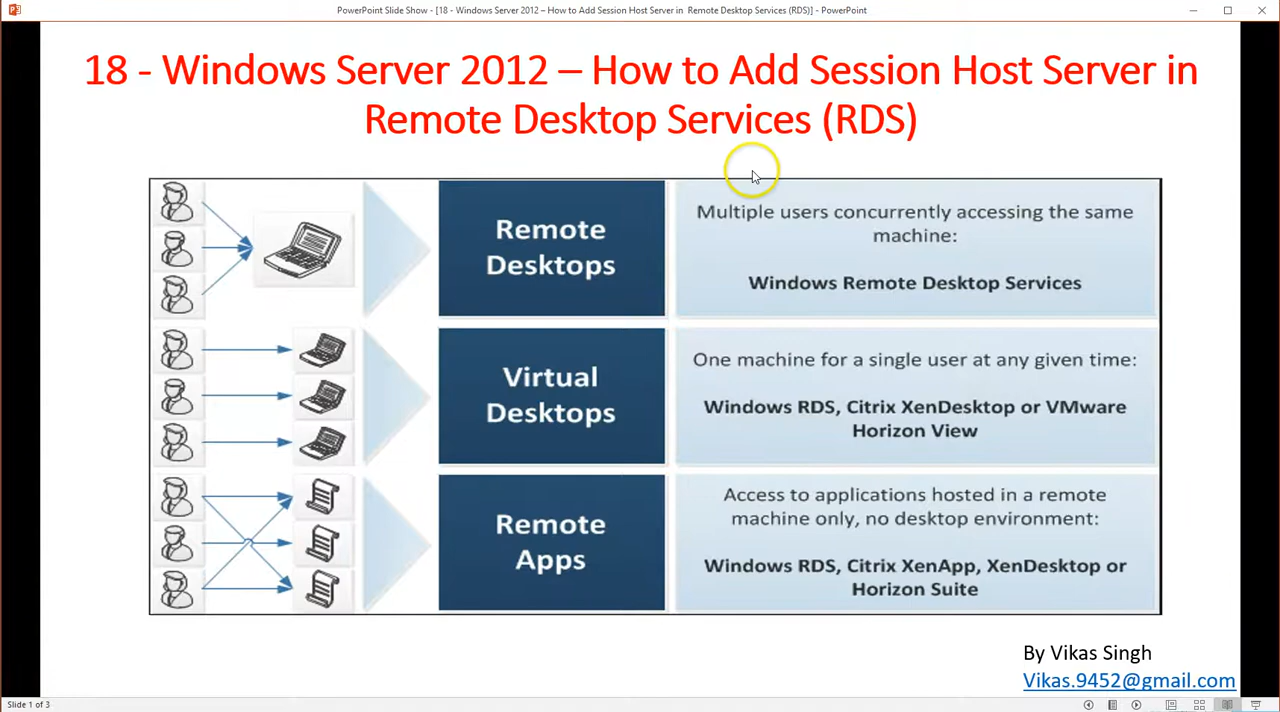 PowerPoint Slide Show - [18 - Windows Server 2012 – How to Add Session Host Server in  Remote Desktop Services (RDS)] - PowerPoint
18 - Windows Server 2012 – How to Add Session Host Server in
Remote Desktop Services (RDS)
Remote
Desktops
Multiple users concurrently accessing the same
machine:
Windows Remote Desktop Services
Virtual
Desktops
One machine for a single user at any given time:
Windows RDS, Citrix XenDesktop or VMware
Horizon View
Remote
Apps
Access to applications hosted in a remote
machine only, no desktop environment:
Windows RDS, Citrix XenApp, XenDesktop or
Horizon Suite
By Vikas Singh
Vikas.9452@gmail.com
Slide 1 of 3